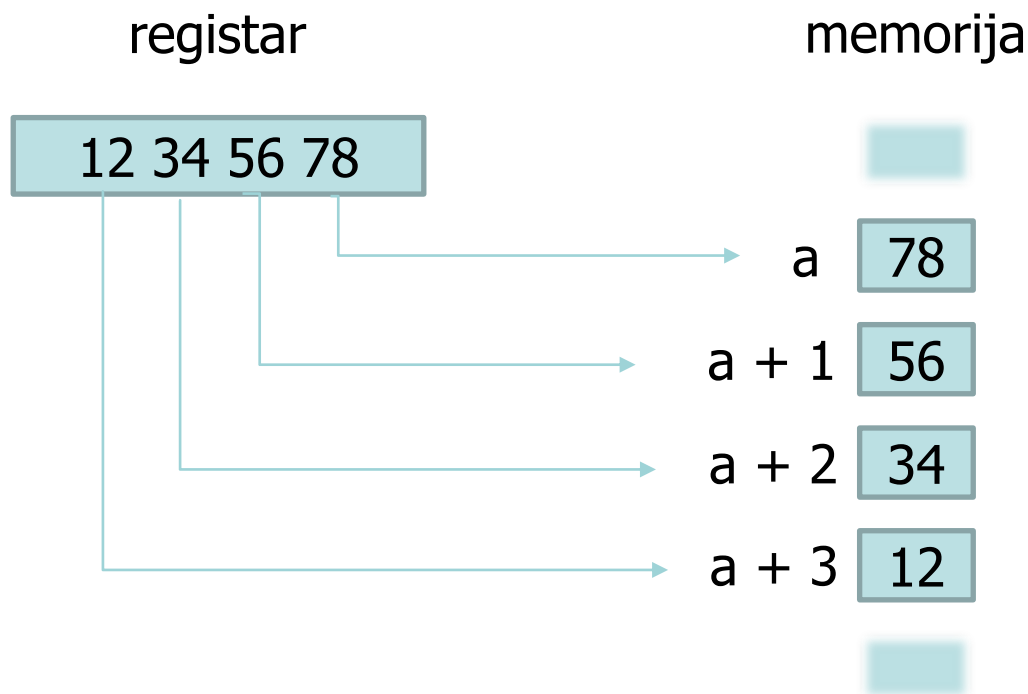 registar
memorija
12 34 56 78
a 78
a + 1 56
a + 2 34
a + 3 12